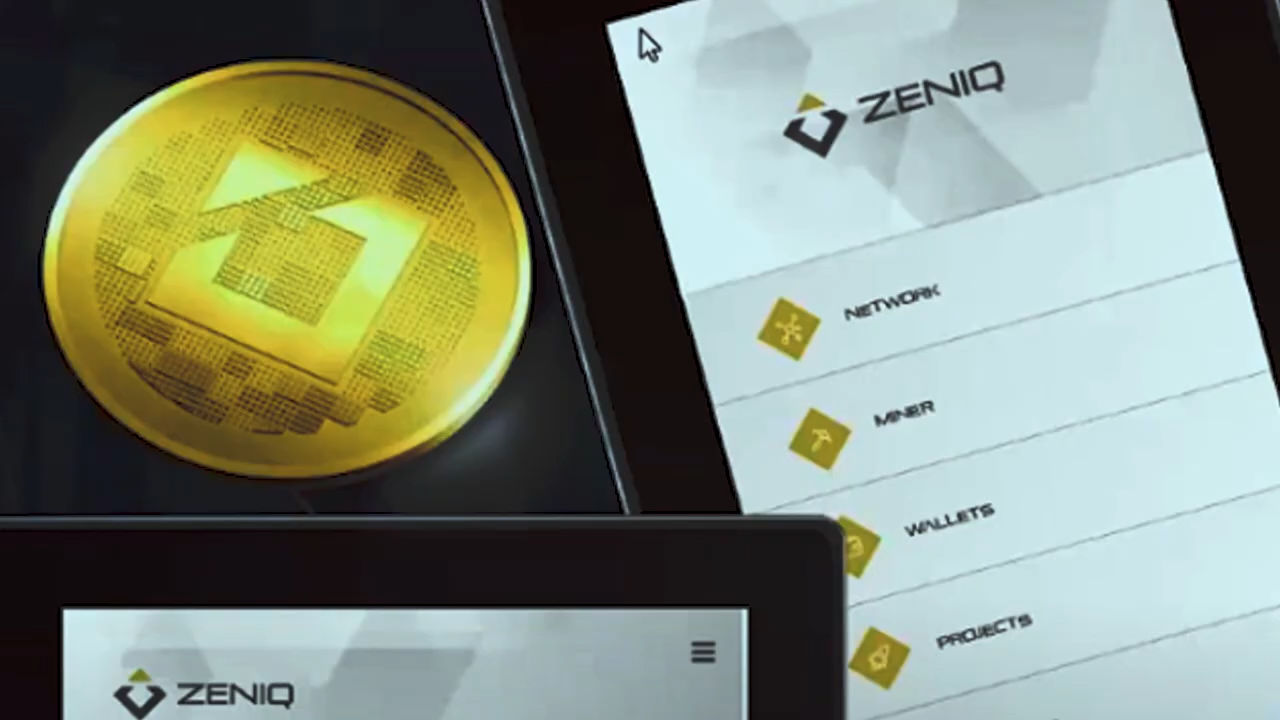 ZENIQ
NETWORK
MINER
WALLETS
PROJECTS
ZENIQ